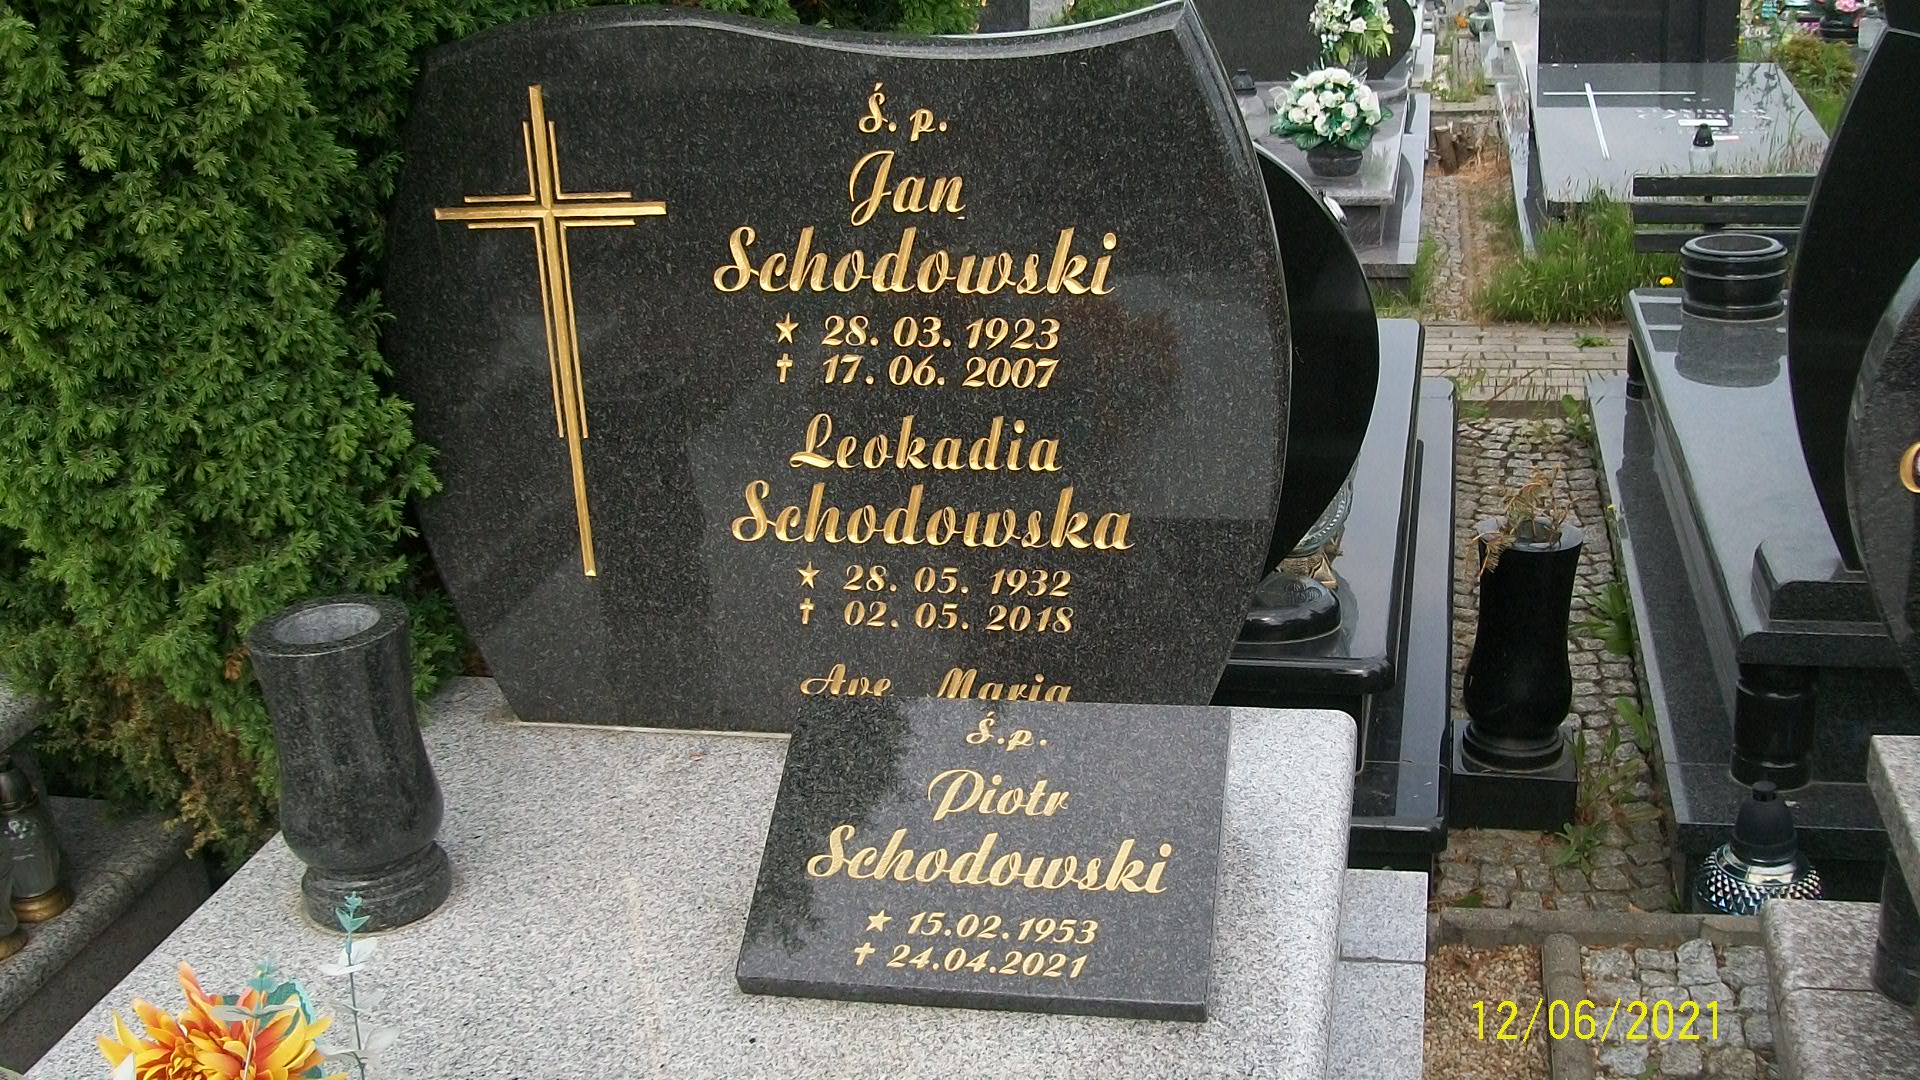 Ś. p.
Jan
Schodowski
★ 28. 03. 1923
† 17. 06. 2007
Leokadia
Schodowska
★ 28. 05. 1932
† 02. 05. 2018
Ave Maria
Ś.p.
Piotr
Schodowski
★ 15.02.1953
† 24.04.2021
12/06/2021